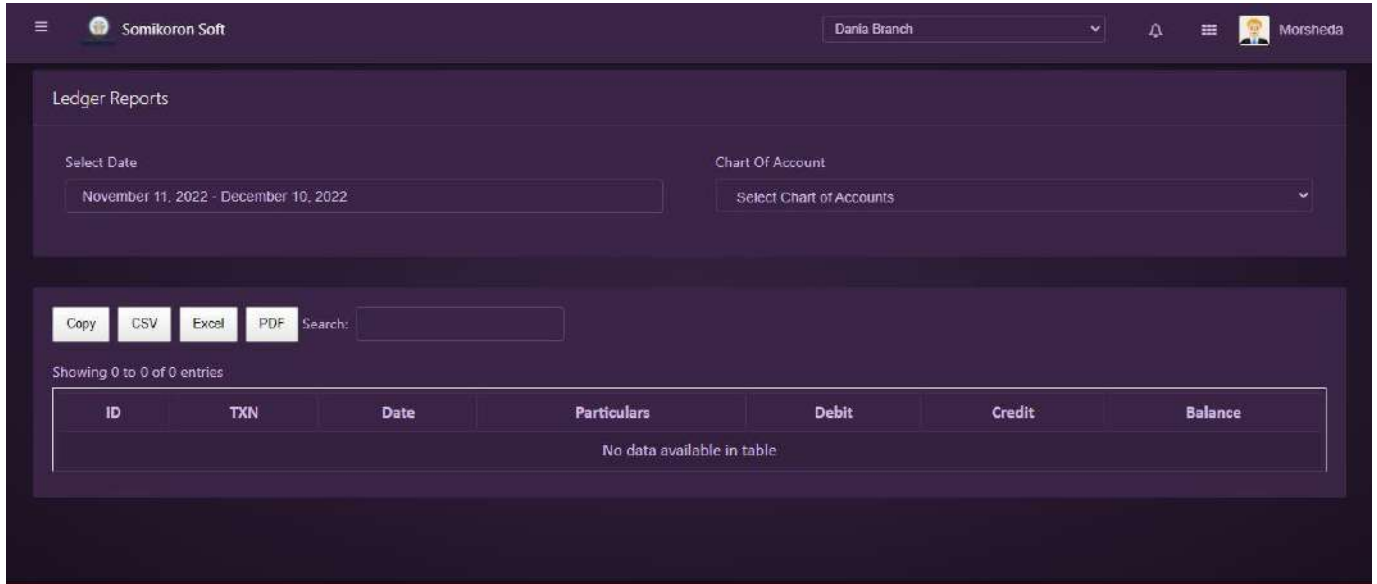 Somikoron Soft
Dania Branch
Morsheda
Ledger Reports
Select Date
Chart Of Account
November 11, 2022 - December 10, 2022
Select Chart of Accounts
Copy CSV Excel PDF Search:
Showing 0 to 0 of 0 entries
ID TXN Date Particulars Debit Credit Balance
No data available in table